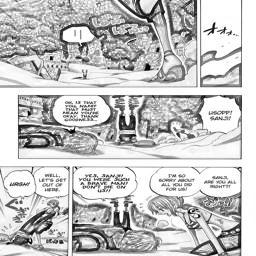 !!
OH, IS THAT
YOU NAMI?
THAT MUST
MEAN YOU'RE
OKAY, THANK
GOODNESS...
USOPP!
SANJI!
SANJI,
ARE YOU ALL
RIGHT?!
I'M SO
SORRY ABOUT
ALL YOU DID
FOR US!
YES, SANJI!
YOU WERE SUCH
A BRAVE MAN!
DON'T DIE ON
US!!
WELL,
LET'S GET
OUT OF
HERE.
URGH!